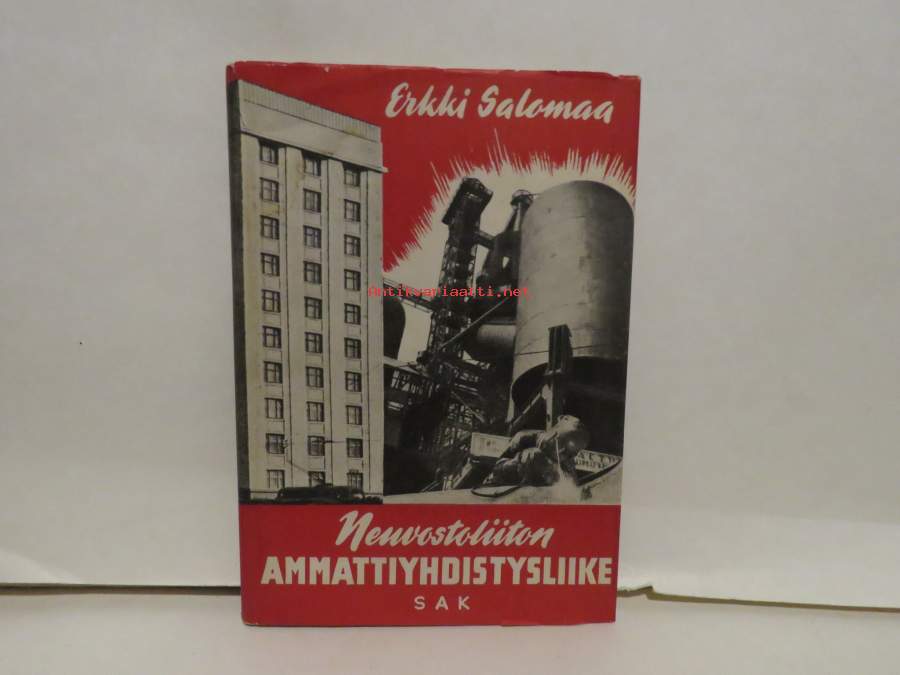 Erkki Salomaa
Antikvariaatti.net
Neuvostoliiton
AMMATTIYHDISTYSLIIKE
SAK